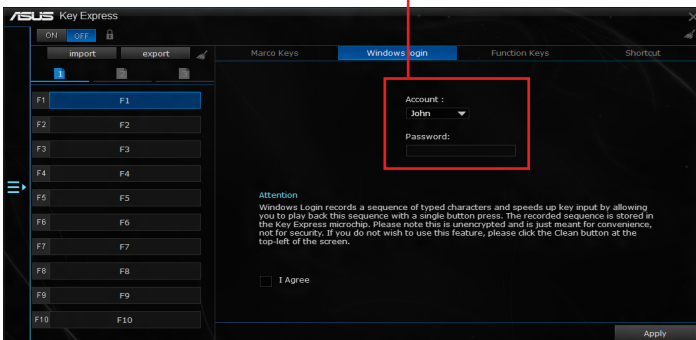 ASUS Key Express
ON OFF
import export
Marco Keys Windows login Function Keys Shortcut
1 2 3
F1 F1
F2 F2
F3 F3
F4 F4
F5 F5
F6 F6
F7 F7
F8 F8
F9 F9
F10 F10
Account :
John
Password:
Attention
Windows Login records a sequence of typed characters and speeds up key input by allowing
you to play back this sequence with a single button press. The recorded sequence is stored in
the Key Express microchip. Please note this is unencrypted and is just meant for convenience,
not for security. If you do not wish to use this feature, please click the Clean button at the
top-left of the screen.
I Agree
Apply